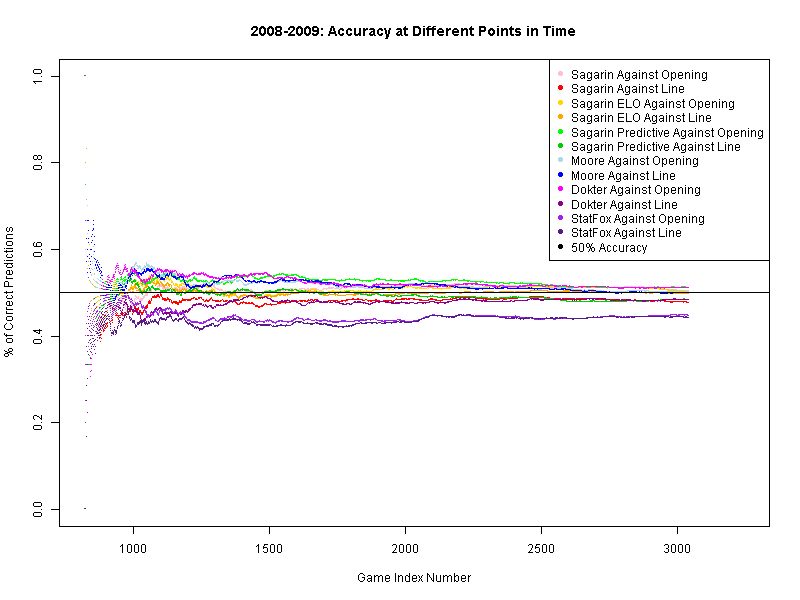 2008-2009: Accuracy at Different Points in Time
Sagarin Against Opening
Sagarin Against Line
Sagarin ELO Against Opening
Sagarin ELO Against Line
Sagarin Predictive Against Opening
Sagarin Predictive Against Line
Moore Against Opening
Moore Against Line
Dokter Against Opening
Dokter Against Line
StatFox Against Opening
StatFox Against Line
50% Accuracy
% of Correct Predictions
1.0
0.8
0.6
0.4
0.2
0.0
1000
1500
2000
2500
3000
Game Index Number